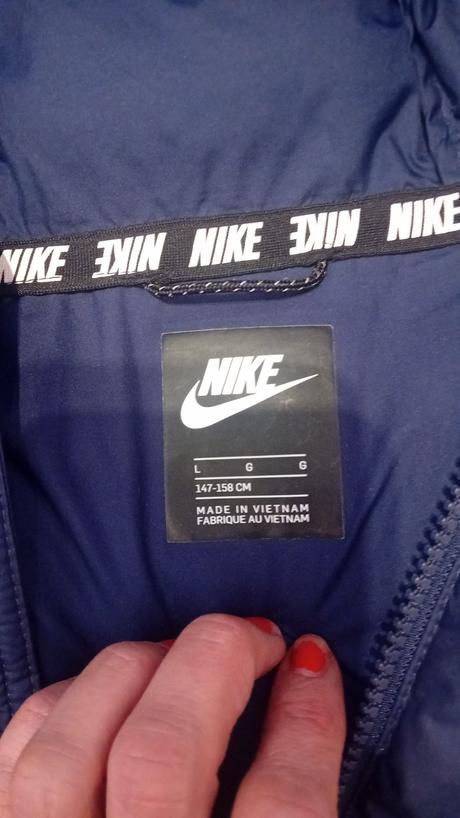 NIKE NIKE NIKE NIKE NIKE
NIKE
L G G
147-158 CM
MADE IN VIETNAM
FABRIQUE AU VIETNAM